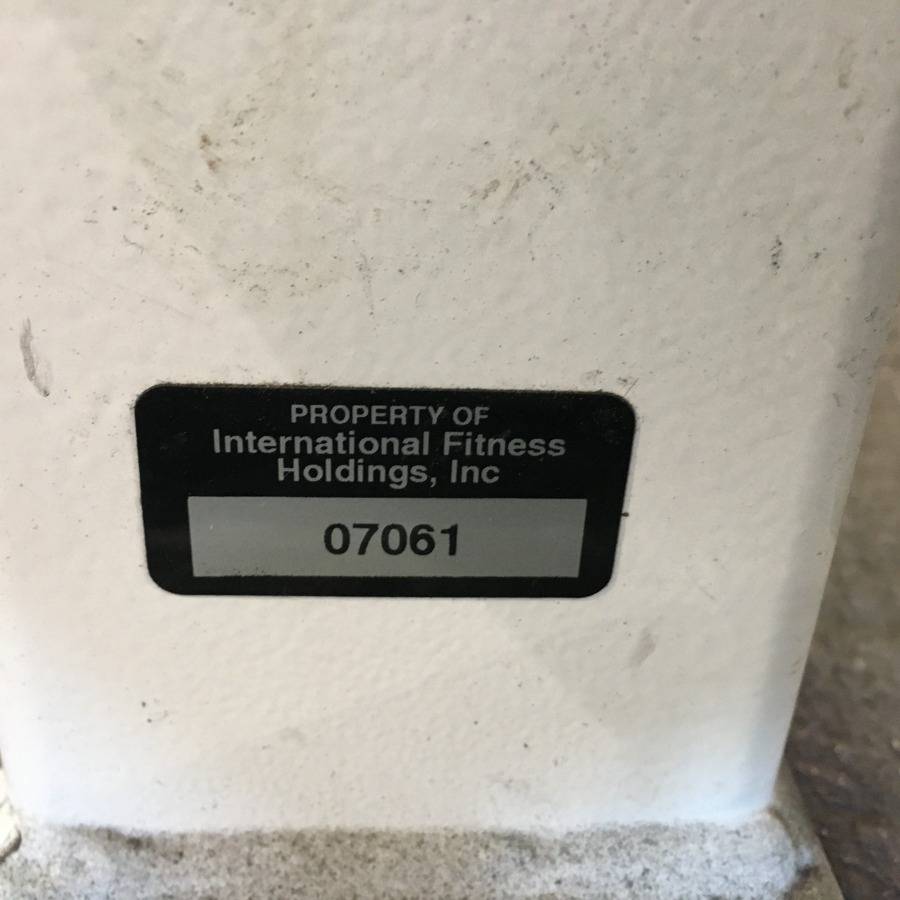 PROPERTY OF
International Fitness
Holdings, Inc
07061